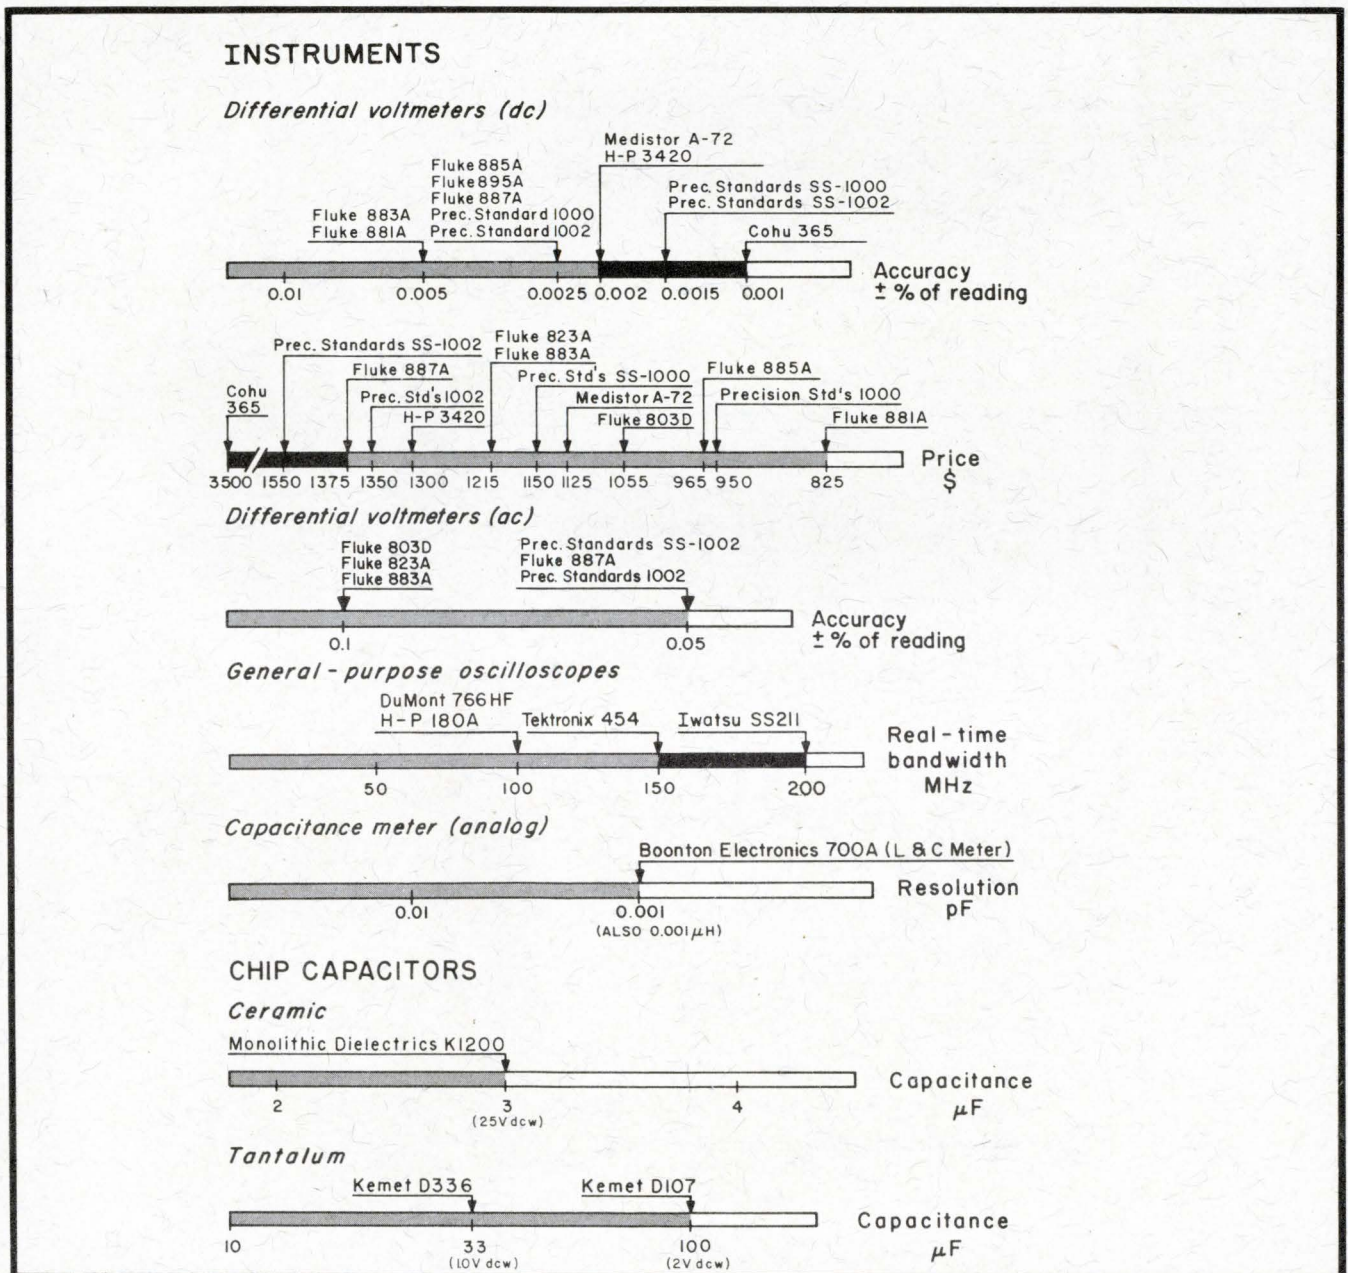 INSTRUMENTS
Differential voltmeters (dc)
Medistor A-72
H-P 3420
Fluke 885A
Fluke 895A
Fluke 887A
Prec. Standard 1000
Prec. Standard 1002
Prec. Standards SS-1000
Prec. Standards SS-1002
Fluke 883A
Fluke 881A
Cohu 365
0.01 0.005 0.0025 0.002 0.0015 0.001
Accuracy
± % of reading
Fluke 823A
Fluke 883A
Prec. Standards SS-1002
Fluke 887A
Prec. Std's SS-1000
Fluke 885A
Cohu
365
Prec. Std's 1002
Medistor A-72
Precision Std's 1000
H-P 3420
Fluke 803D
Fluke 881A
3500 1550 1375 1350 1300 1215 1150 1125 1055 965 950 825
Price
$
Differential voltmeters (ac)
Fluke 803D
Fluke 823A
Fluke 883A
Prec. Standards SS-1002
Fluke 887A
Prec. Standards 1002
0.1 0.05
Accuracy
± % of reading
General-purpose oscilloscopes
DuMont 766HF
H-P 180A
Tektronix 454
Iwatsu SS211
50 100 150 200
Real-time
bandwidth
MHz
Capacitance meter (analog)
Boonton Electronics 700A (L & C Meter)
0.01 0.001
(ALSO 0.001μH)
Resolution
pF
CHIP CAPACITORS
Ceramic
Monolithic Dielectrics K1200
2 3 4
(25V dcw)
Capacitance
μF
Tantalum
Kemet D336 Kemet D107
10 33 100
(10V dcw) (2V dcw)
Capacitance
μF